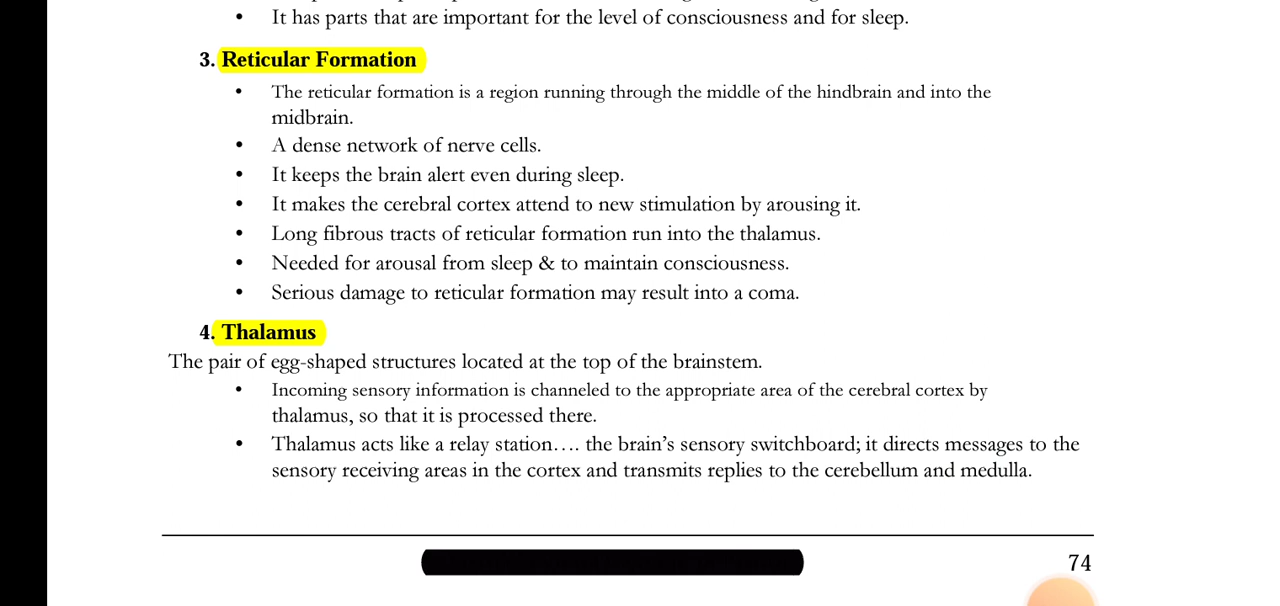 • It has parts that are important for the level of consciousness and for sleep.
3. Reticular Formation
• The reticular formation is a region running through the middle of the hindbrain and into the
midbrain.
• A dense network of nerve cells.
• It keeps the brain alert even during sleep.
• It makes the cerebral cortex attend to new stimulation by arousing it.
• Long fibrous tracts of reticular formation run into the thalamus.
• Needed for arousal from sleep & to maintain consciousness.
• Serious damage to reticular formation may result into a coma.
4. Thalamus
The pair of egg-shaped structures located at the top of the brainstem.
• Incoming sensory information is channeled to the appropriate area of the cerebral cortex by
thalamus, so that it is processed there.
• Thalamus acts like a relay station…. the brain’s sensory switchboard; it directs messages to the
sensory receiving areas in the cortex and transmits replies to the cerebellum and medulla.
74